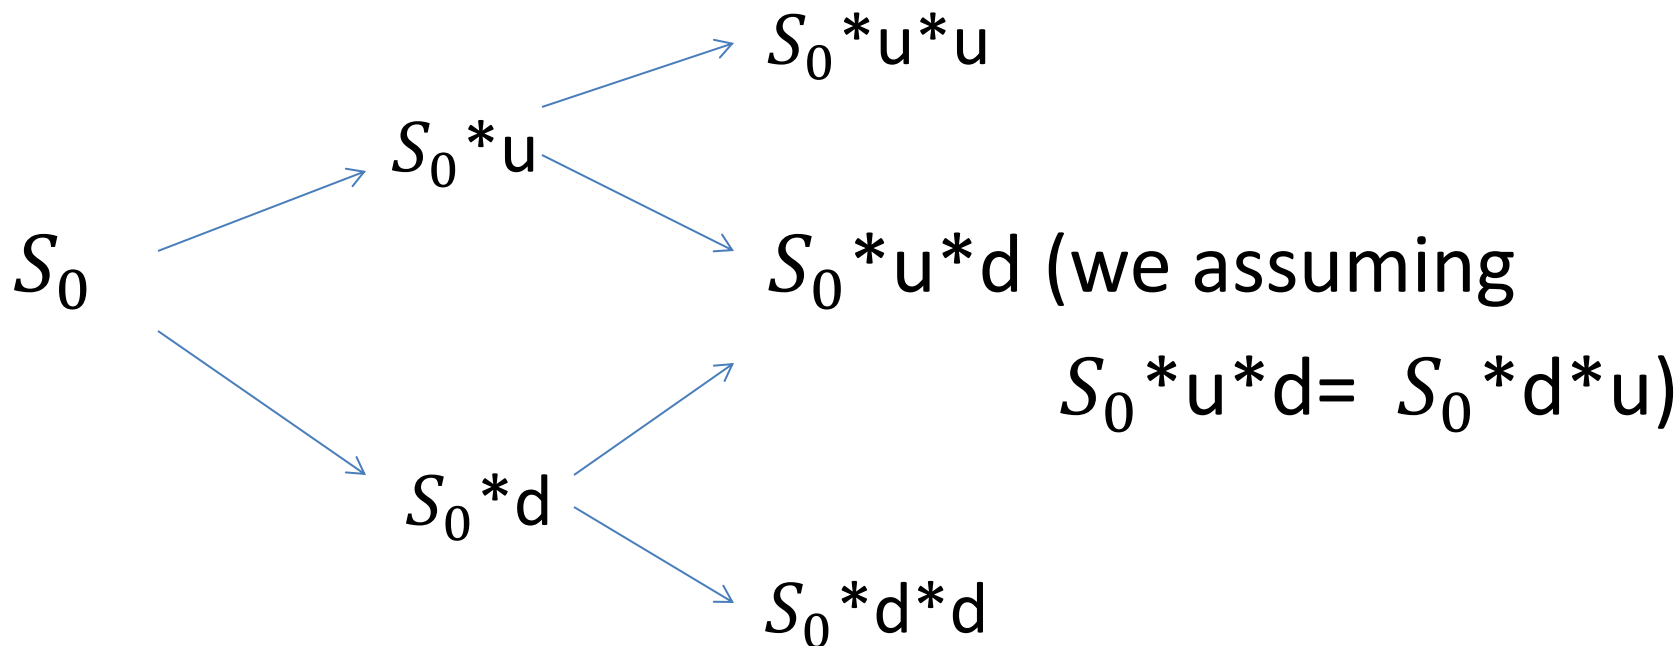 S₀*u*u
S₀*u
S₀
S₀*u*d (we assuming
S₀*u*d= S₀*d*u)
S₀*d
S₀*d*d